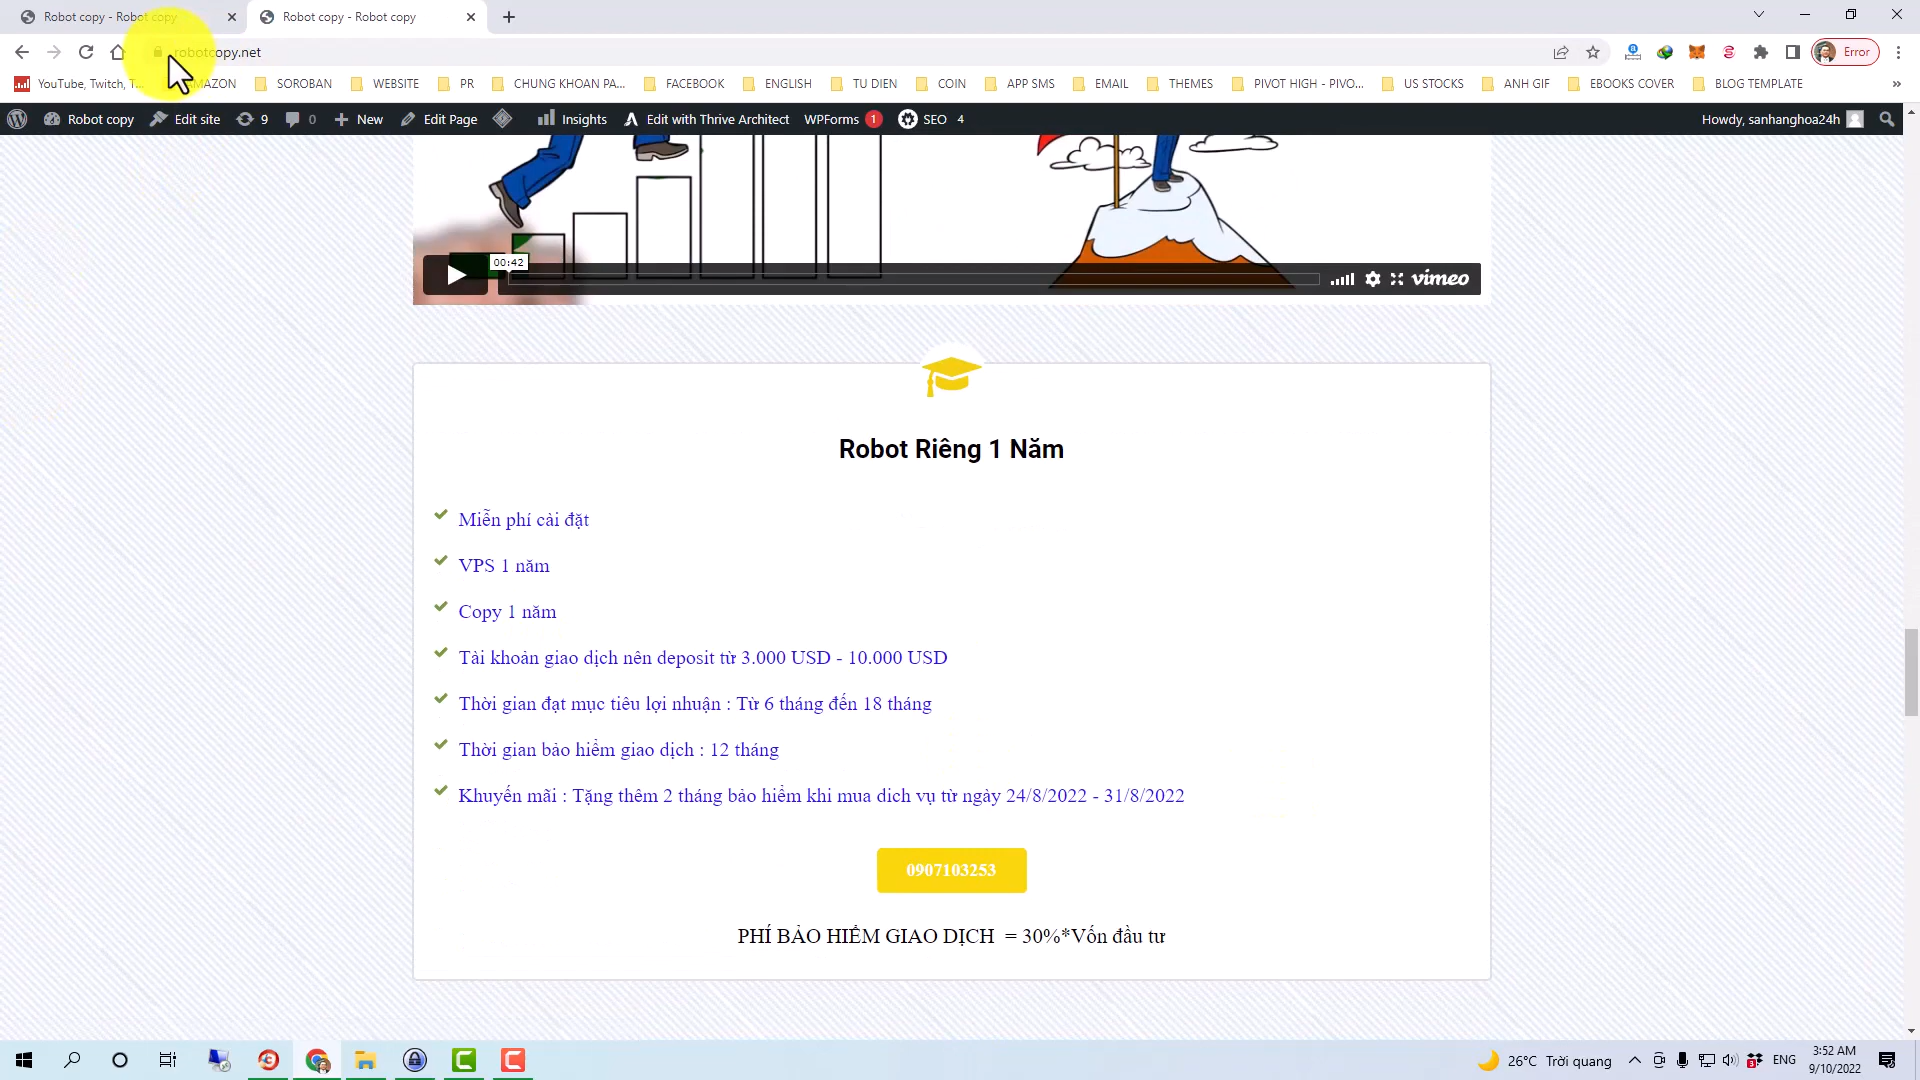 Robot copy - Robot copy
Robot copy - Robot copy
robotcopy.net
Error
YouTube, Twitch, T...
AMAZON
SOROBAN
WEBSITE
PR
CHUNG KHOAN PA...
FACEBOOK
ENGLISH
TU DIEN
COIN
APP SMS
EMAIL
THEMES
PIVOT HIGH - PIVO...
US STOCKS
ANH GIF
EBOOKS COVER
BLOG TEMPLATE
»
Robot copy
Edit site
9
0
New
Edit Page
Insights
Edit with Thrive Architect
WPForms 1
SEO 4
Howdy, sanhanghoa24h
00:42
vimeo
Robot Riêng 1 Năm
Miễn phí cài đặt
VPS 1 năm
Copy 1 năm
Tài khoản giao dịch nên deposit từ 3.000 USD - 10.000 USD
Thời gian đạt mục tiêu lợi nhuận : Từ 6 tháng đến 18 tháng
Thời gian bảo hiểm giao dịch : 12 tháng
Khuyến mãi : Tặng thêm 2 tháng bảo hiểm khi mua dich vụ từ ngày 24/8/2022 - 31/8/2022
0907103253
PHÍ BẢO HIỂM GIAO DỊCH = 30%*Vốn đầu tư
26°C Trời quang
ENG
3:52 AM
9/10/2022